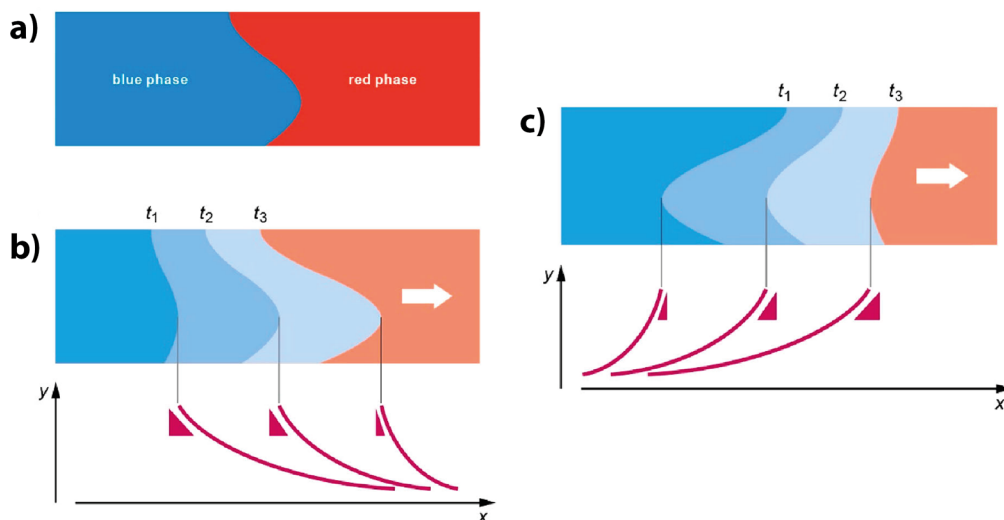 a)
blue phase
red phase
b)
t1 t2 t3
y
x
c)
t1 t2 t3
y
x